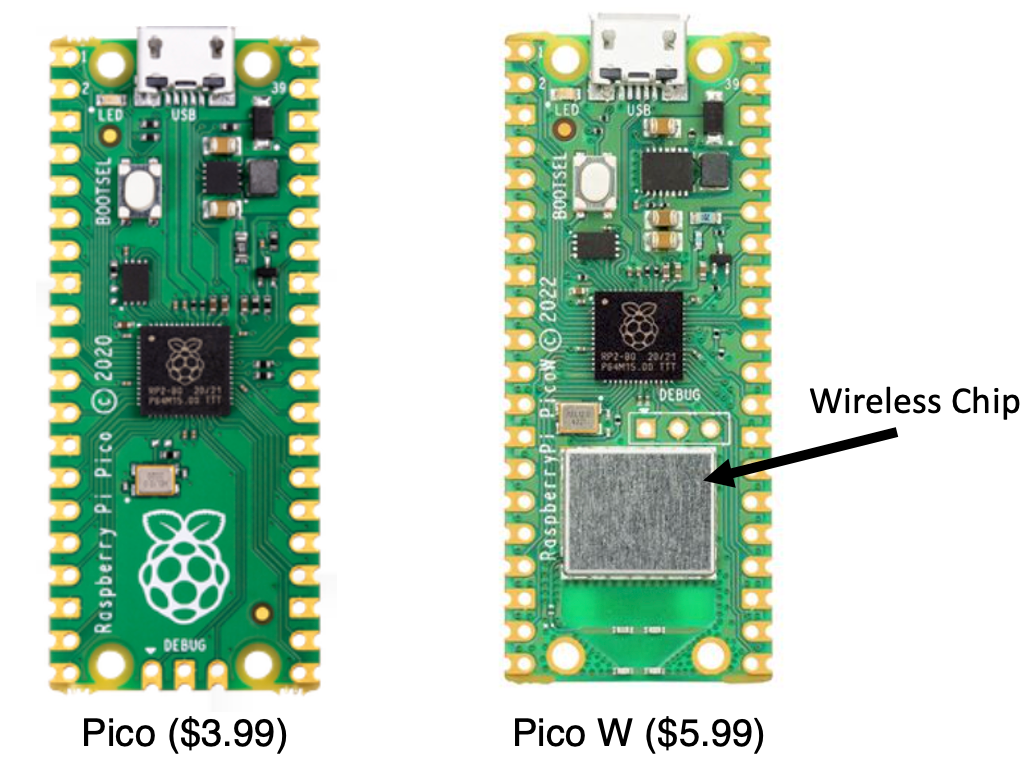 1
2
39
LED
USB
BOOTSEL
RP2-B0 20/21
P64M15.00 TTT
Raspberry Pi Pico © 2020
DEBUG
Pico ($3.99)
1
2
39
LED
USB
BOOTSEL
RP2-B0 20/21
P64M15.00 TTT
DEBUG
Raspberry Pi PicoW © 2022
Wireless Chip
Pico W ($5.99)